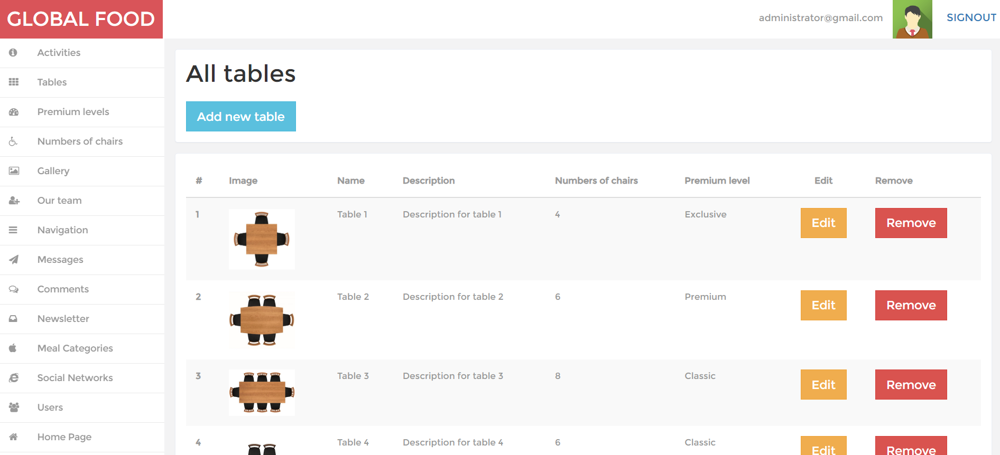 GLOBAL FOOD
administrator@gmail.com
SIGNOUT
Activities
Tables
Premium levels
Numbers of chairs
Gallery
Our team
Navigation
Messages
Comments
Newsletter
Meal Categories
Social Networks
Users
Home Page
All tables
Add new table
# Image Name Description Numbers of chairs Premium level Edit Remove
1 Table 1 Description for table 1 4 Exclusive Edit Remove
2 Table 2 Description for table 2 6 Premium Edit Remove
3 Table 3 Description for table 3 8 Classic Edit Remove
4 Table 4 Description for table 4 6 Classic Edit Remove